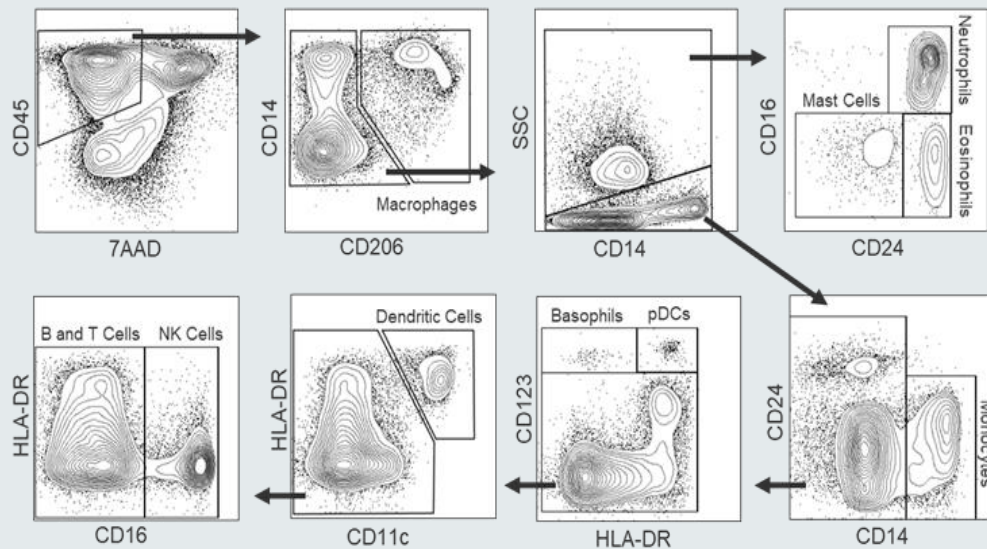 CD45
7AAD
CD14
CD206
Macrophages
SSC
CD14
CD16
CD24
Mast Cells
Neutrophils
Eosinophils
HLA-DR
CD16
B and T Cells
NK Cells
HLA-DR
CD11c
Dendritic Cells
CD123
HLA-DR
Basophils
pDCs
CD24
CD14
Monocytes